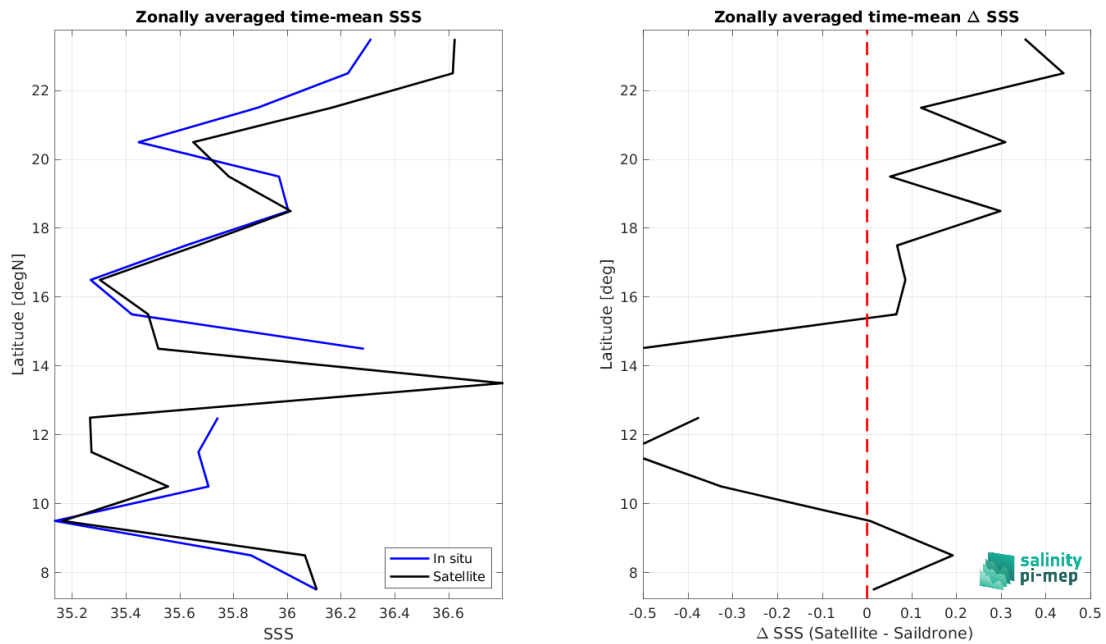 Zonally averaged time-mean SSS
Latitude [degN]
22
20
18
16
14
12
10
8
35.2 35.4 35.6 35.8 36 36.2 36.4 36.6
SSS
In situ
Satellite
Zonally averaged time-mean Δ SSS
Latitude [deg]
22
20
18
16
14
12
10
8
-0.5 -0.4 -0.3 -0.2 -0.1 0 0.1 0.2 0.3 0.4 0.5
Δ SSS (Satellite - Saildrone)
salinity
pi-mep